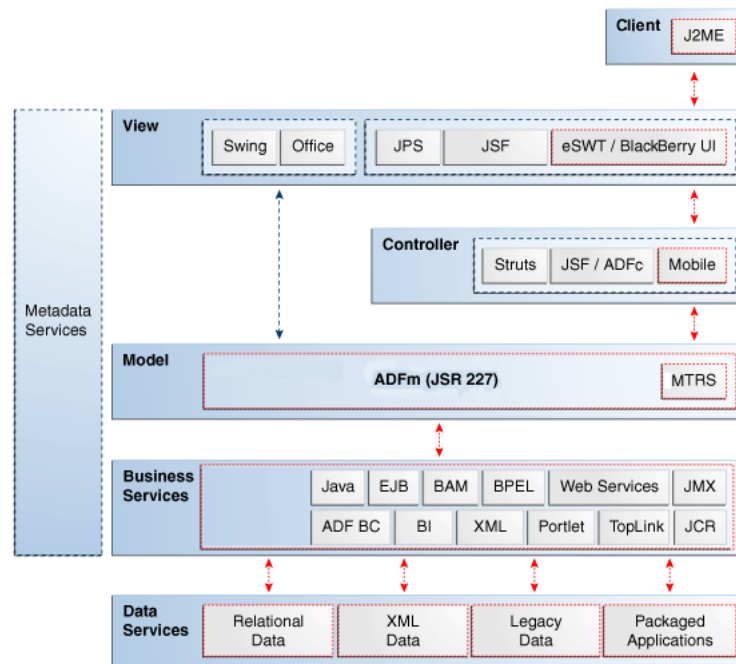 Client
J2ME
View
Swing
Office
JPS
JSF
eSWT / BlackBerry UI
Controller
Struts
JSF / ADFc
Mobile
Metadata
Services
Model
ADFm (JSR 227)
MTRS
Business
Services
Java
EJB
BAM
BPEL
Web Services
JMX
ADF BC
BI
XML
Portlet
TopLink
JCR
Data
Services
Relational
Data
XML
Data
Legacy
Data
Packaged
Applications